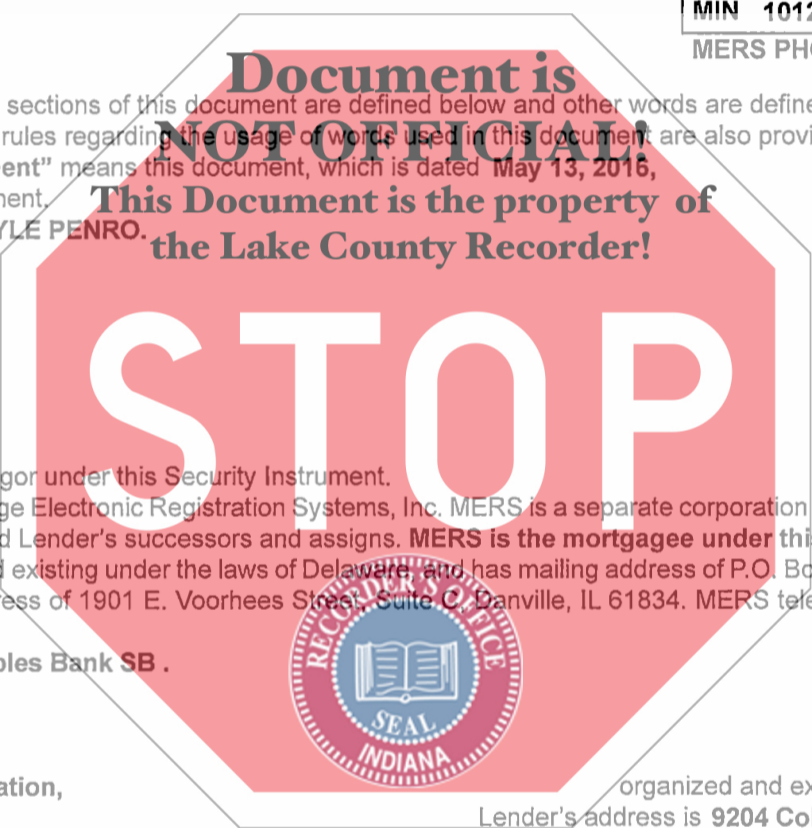 MIN 1012
MERS PHO
Document is
sections of this document are defined below and other words are define
rules regarding the usage of words used in this document are also provi
NOT OFFICIAL!
ent” means this document, which is dated May 13, 2016,
ment.
This Document is the property of
YLE PENRO.
the Lake County Recorder!
STOP
gor under this Security Instrument.
ge Electronic Registration Systems, Inc. MERS is a separate corporation
d Lender's successors and assigns. MERS is the mortgagee under thi
d existing under the laws of Delaware, and has mailing address of P.O. Bo
ress of 1901 E. Voorhees Street, Suite C, Danville, IL 61834. MERS tele
RECORDER'S OFFICE
ples Bank SB .
SEAL
INDIANA
ation,
organized and ex
Lender's address is 9204 Co